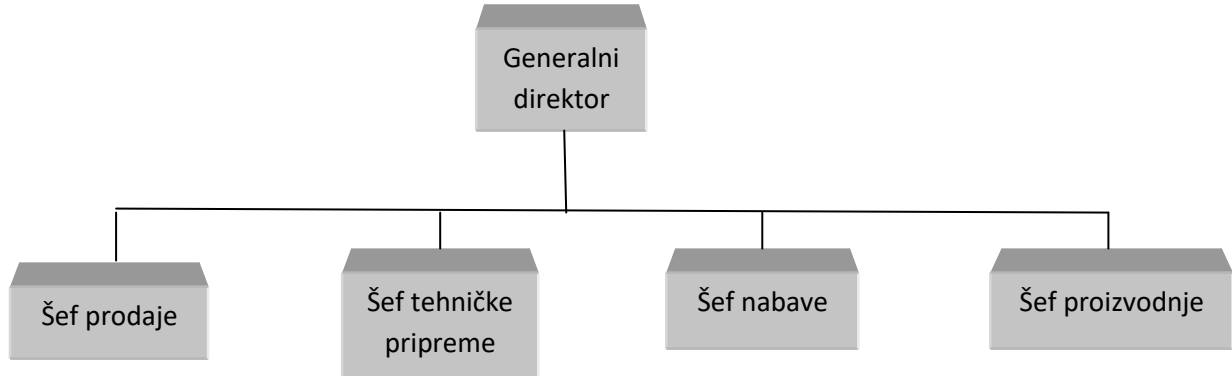 Generalni
direktor
Šef prodaje
Šef tehničke
pripreme
Šef nabave
Šef proizvodnje